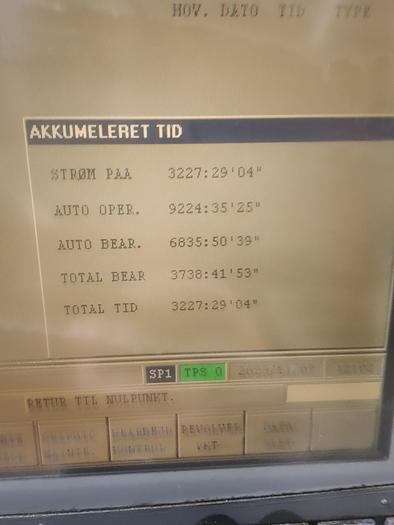 NOV. DATO TID TYPE
AKKUMELERET TID
STRØM PAA 3227:29'04"
AUTO OPER. 9224:35'25"
AUTO BEAR. 6835:50'39"
TOTAL BEAR 3738:41'53"
TOTAL TID 3227:29'04"
SP1 TPS 0
RETUR TIL NULPUNKT.
REVOLVER